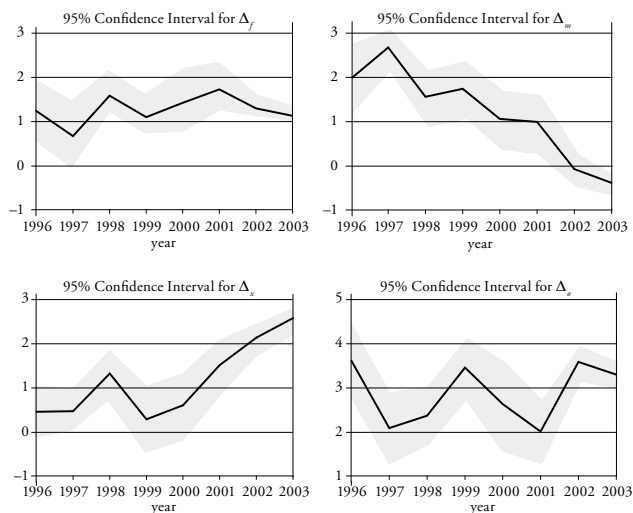 95% Confidence Interval for Δf
3
2
1
0
−1
1996 1997 1998 1999 2000 2001 2002 2003
year
95% Confidence Interval for Δm
3
2
1
0
−1
1996 1997 1998 1999 2000 2001 2002 2003
year
95% Confidence Interval for Δx
3
2
1
0
−1
1996 1997 1998 1999 2000 2001 2002 2003
year
95% Confidence Interval for Δo
5
4
3
2
1
1996 1997 1998 1999 2000 2001 2002 2003
year